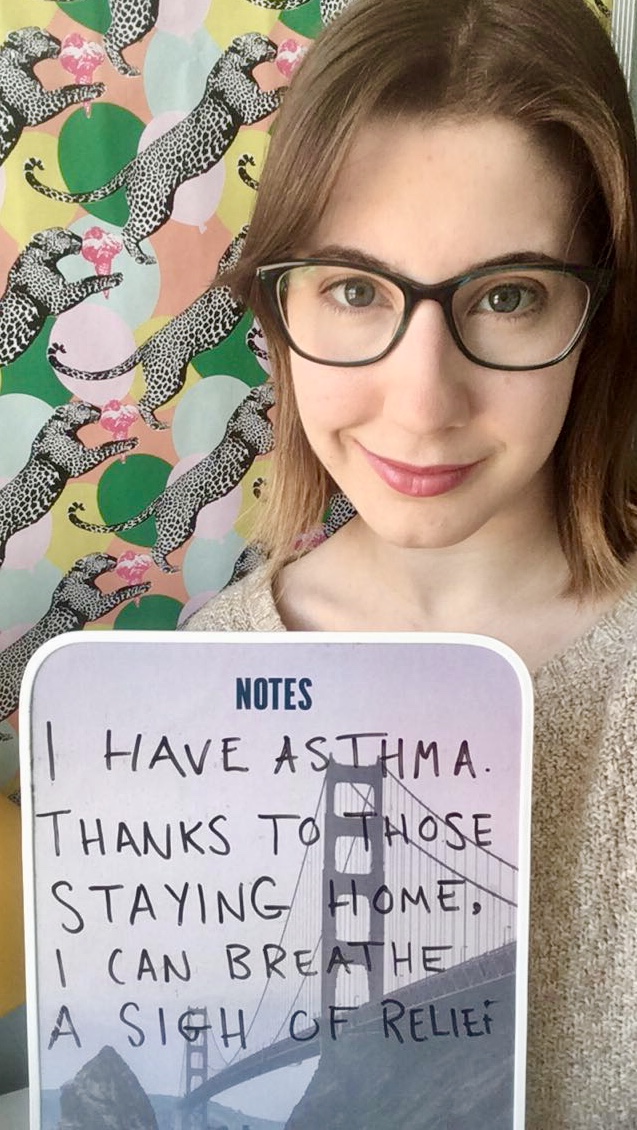 NOTES
I HAVE ASTHMA.
THANKS TO THOSE
STAYING HOME,
I CAN BREATHE
A SIGH OF RELIEF